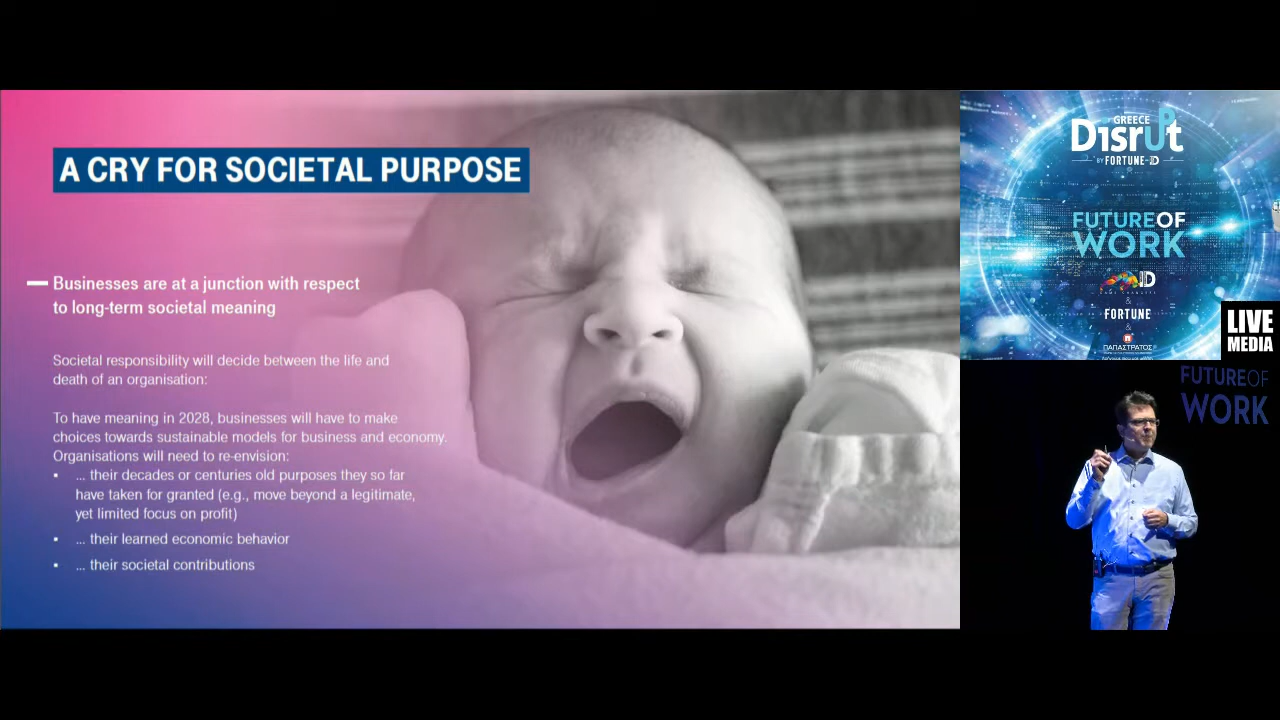 A CRY FOR SOCIETAL PURPOSE
Businesses are at a junction with respect
to long-term societal meaning
Societal responsibility will decide between the life and
death of an organisation:
To have meaning in 2028, businesses will have to make
choices towards sustainable models for business and economy.
Organisations will need to re-envision:
▪ ... their decades or centuries old purposes they so far
have taken for granted (e.g., move beyond a legitimate,
yet limited focus on profit)
▪ ... their learned economic behavior
▪ ... their societal contributions
GREECE
DısrUPt
BY FORTUNE
FUTURE OF
WORK
&
FORTUNE
&
ΠΑΠΑΣΤΡΑΤΟΣ
LIVE
MEDIA
FUTURE OF
WORK